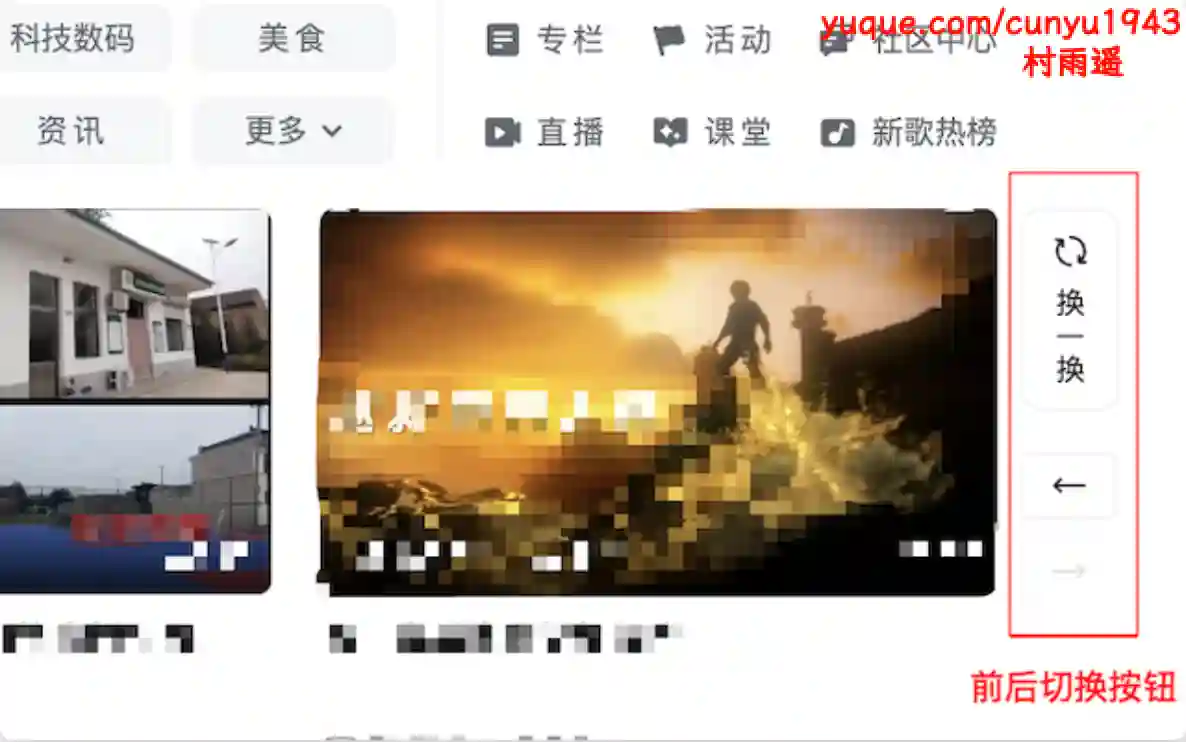 科技数码
美食
专栏
活动
社区中心
yuque.com/cunyu1943
村雨遥
资讯
更多
直播
课堂
新歌热榜
换
一
换
←
→
前后切换按钮